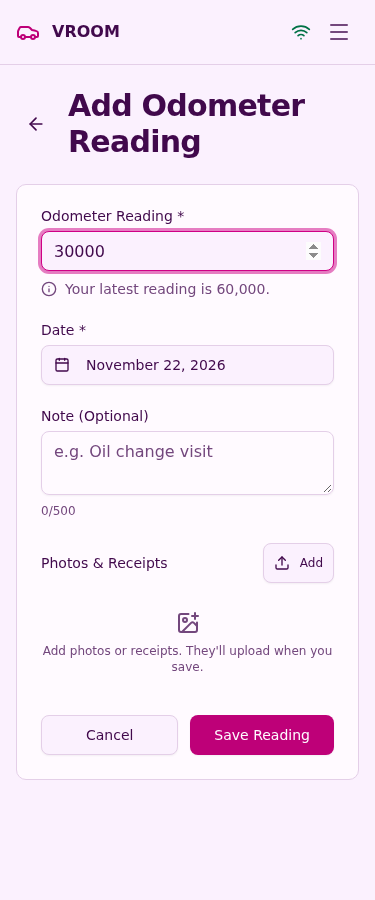 VROOM
Add Odometer
Reading
Odometer Reading *
30000
Your latest reading is 60,000.
Date *
November 22, 2026
Note (Optional)
e.g. Oil change visit
0/500
Photos & Receipts
Add
Add photos or receipts. They'll upload when you
save.
Cancel
Save Reading